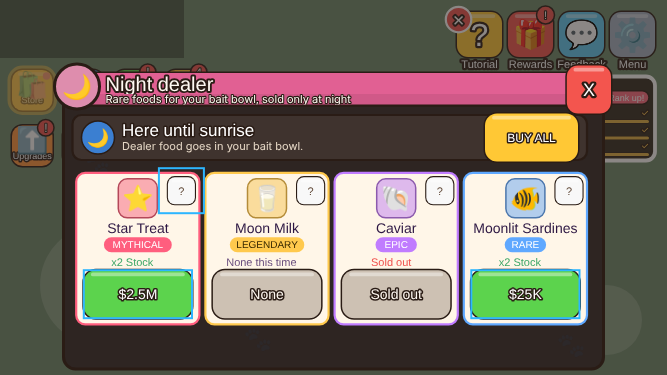 Tutorial
Rewards
Feedback
Menu
Night dealer
Rare foods for your bait bowl, sold only at night
X
Store
Upgrades
Here until sunrise
Dealer food goes in your bait bowl.
BUY ALL
?
Star Treat
MYTHICAL
x2 Stock
$2.5M
?
Moon Milk
LEGENDARY
None this time
None
?
Caviar
EPIC
Sold out
Sold out
?
Moonlit Sardines
RARE
x2 Stock
$25K